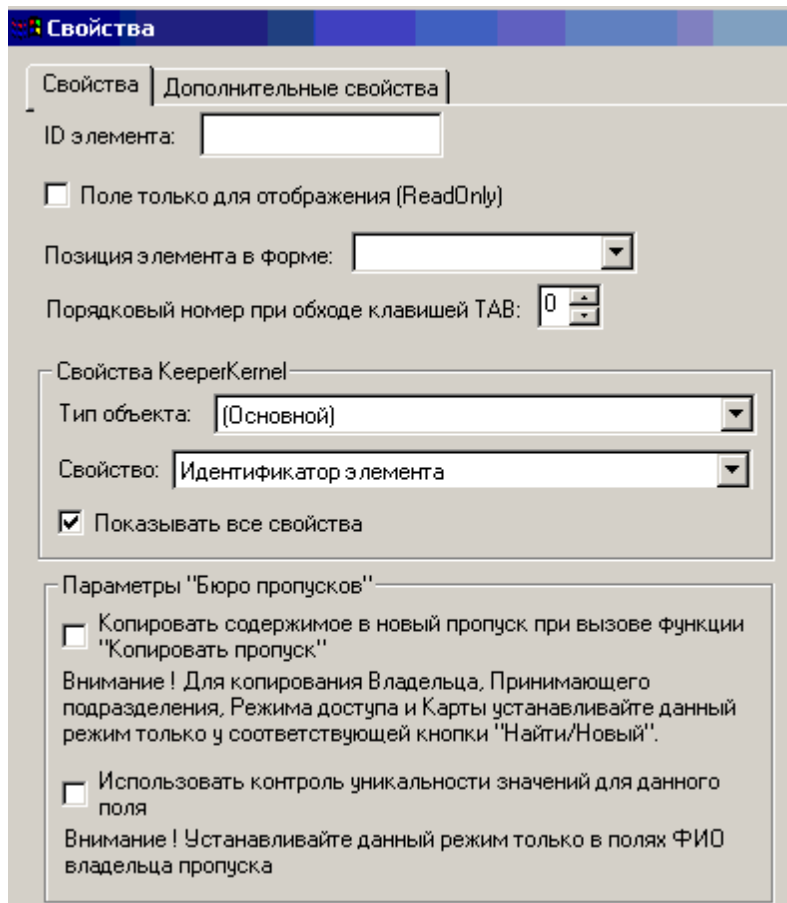 Свойства
Свойства Дополнительные свойства
ID элемента:
Поле только для отображения (ReadOnly)
Позиция элемента в форме:
Порядковый номер при обходе клавишей TAB: 0
Свойства KeeperKernel
Тип объекта: (Основной)
Свойство: Идентификатор элемента
Показывать все свойства
Параметры "Бюро пропусков"
Копировать содержимое в новый пропуск при вызове функции
"Копировать пропуск"
Внимание ! Для копирования Владельца, Принимающего
подразделения, Режима доступа и Карты устанавливайте данный
режим только у соответствующей кнопки "Найти/Новый".
Использовать контроль уникальности значений для данного
поля
Внимание ! Устанавливайте данный режим только в полях ФИО
владельца пропуска